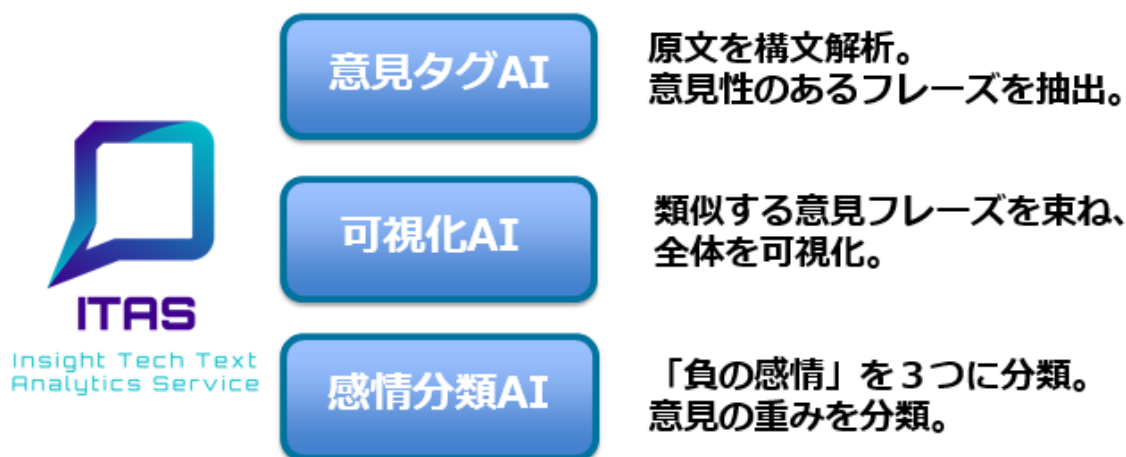 意見タグAI
原文を構文解析。
意見性のあるフレーズを抽出。
可視化AI
類似する意見フレーズを束ね、
全体を可視化。
ITAS
Insight Tech Text
Analytics Service
感情分類AI
「負の感情」を３つに分類。
意見の重みを分類。